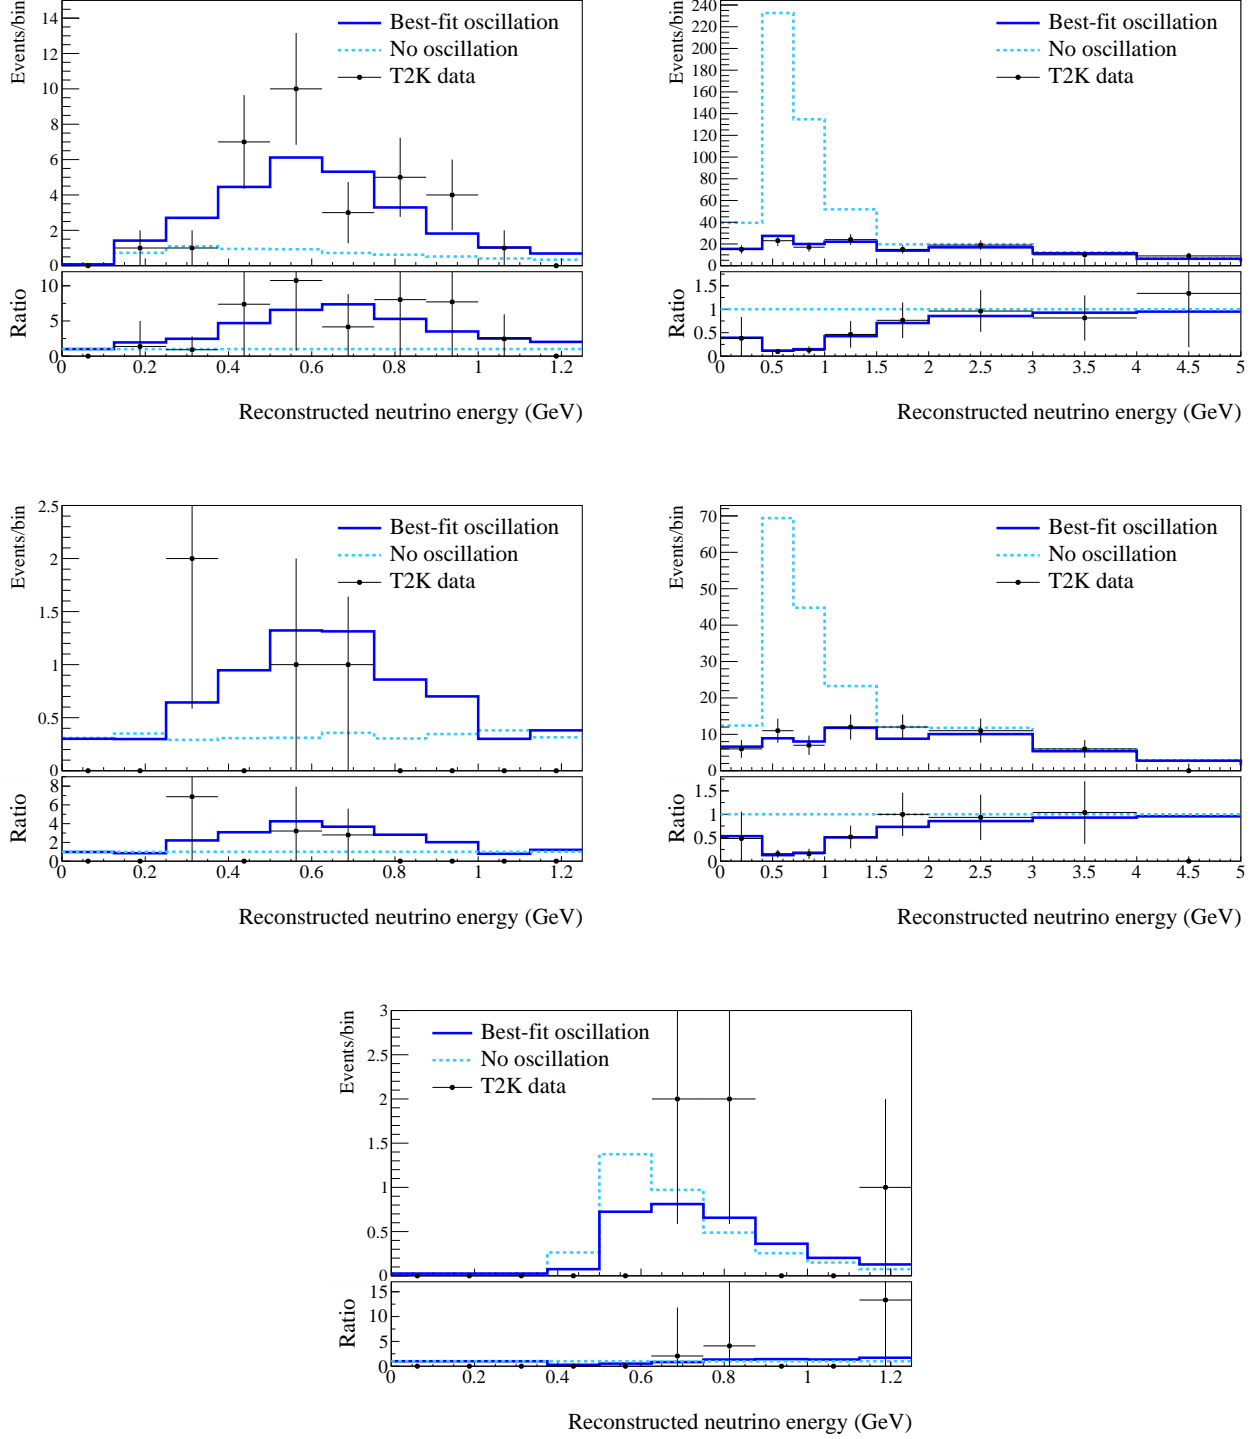 Events/bin
14
12
10
8
6
4
2
0
Best-fit oscillation
No oscillation
T2K data
Ratio
10
5
0
0 0.2 0.4 0.6 0.8 1 1.2
Reconstructed neutrino energy (GeV)
Events/bin
240
220
200
180
160
140
120
100
80
60
40
20
0
Best-fit oscillation
No oscillation
T2K data
Ratio
1.5
1
0.5
0
0 0.5 1 1.5 2 2.5 3 3.5 4 4.5 5
Reconstructed neutrino energy (GeV)
Events/bin
2.5
2
1.5
1
0.5
0
Best-fit oscillation
No oscillation
T2K data
Ratio
8
6
4
2
0
0 0.2 0.4 0.6 0.8 1 1.2
Reconstructed neutrino energy (GeV)
Events/bin
70
60
50
40
30
20
10
0
Best-fit oscillation
No oscillation
T2K data
Ratio
1.5
1
0.5
0
0 0.5 1 1.5 2 2.5 3 3.5 4 4.5 5
Reconstructed neutrino energy (GeV)
Events/bin
3
2.5
2
1.5
1
0.5
0
Best-fit oscillation
No oscillation
T2K data
Ratio
15
10
5
0
0 0.2 0.4 0.6 0.8 1 1.2
Reconstructed neutrino energy (GeV)